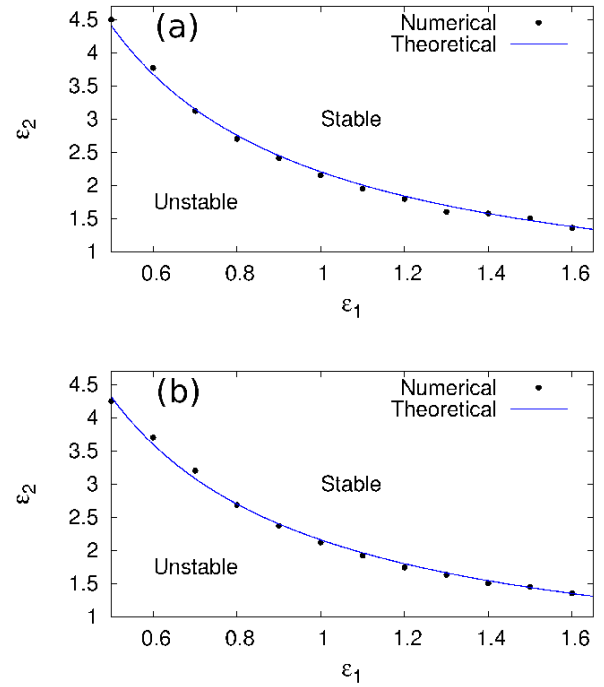 (a)
Numerical
Theoretical
4.5
4
3.5
3
2.5
2
1.5
1
ε2
Stable
Unstable
0.6 0.8 1 1.2 1.4 1.6
ε1
(b)
Numerical
Theoretical
4.5
4
3.5
3
2.5
2
1.5
1
ε2
Stable
Unstable
0.6 0.8 1 1.2 1.4 1.6
ε1